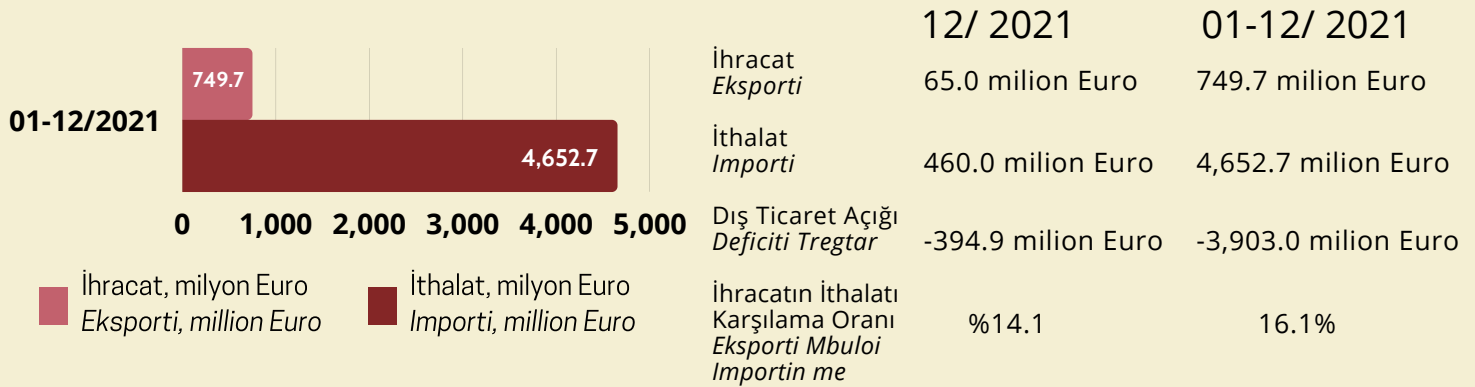 749.7
01-12/2021
4,652.7
0 1,000 2,000 3,000 4,000 5,000
İhracat, milyon Euro
Eksporti, million Euro
İthalat, milyon Euro
Importi, million Euro
12/ 2021 01-12/ 2021
İhracat
Eksporti
65.0 milion Euro 749.7 milion Euro
İthalat
Importi
460.0 milion Euro 4,652.7 milion Euro
Dış Ticaret Açığı
Deficiti Tregtar
-394.9 milion Euro -3,903.0 milion Euro
İhracatın İthalatı
Karşılama Oranı
Eksporti Mbuloi
Importin me
%14.1 16.1%